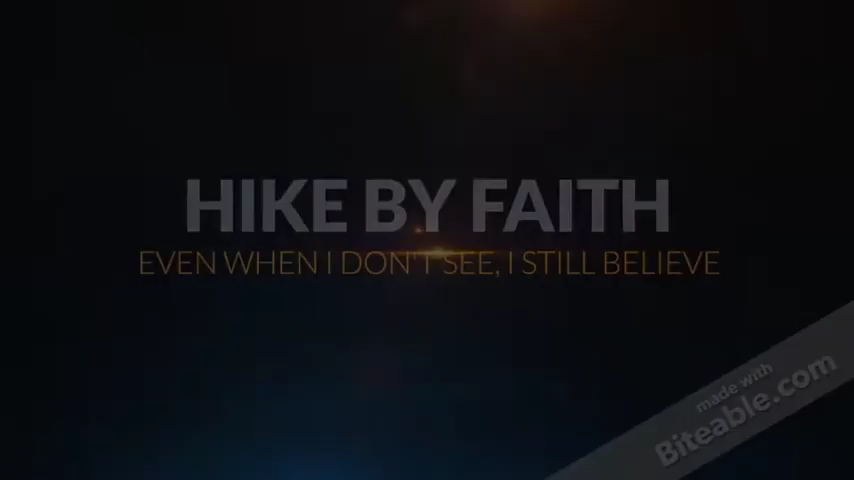 HIKE BY FAITH
EVEN WHEN I DON'T SEE, I STILL BELIEVE
made with
Biteable.com